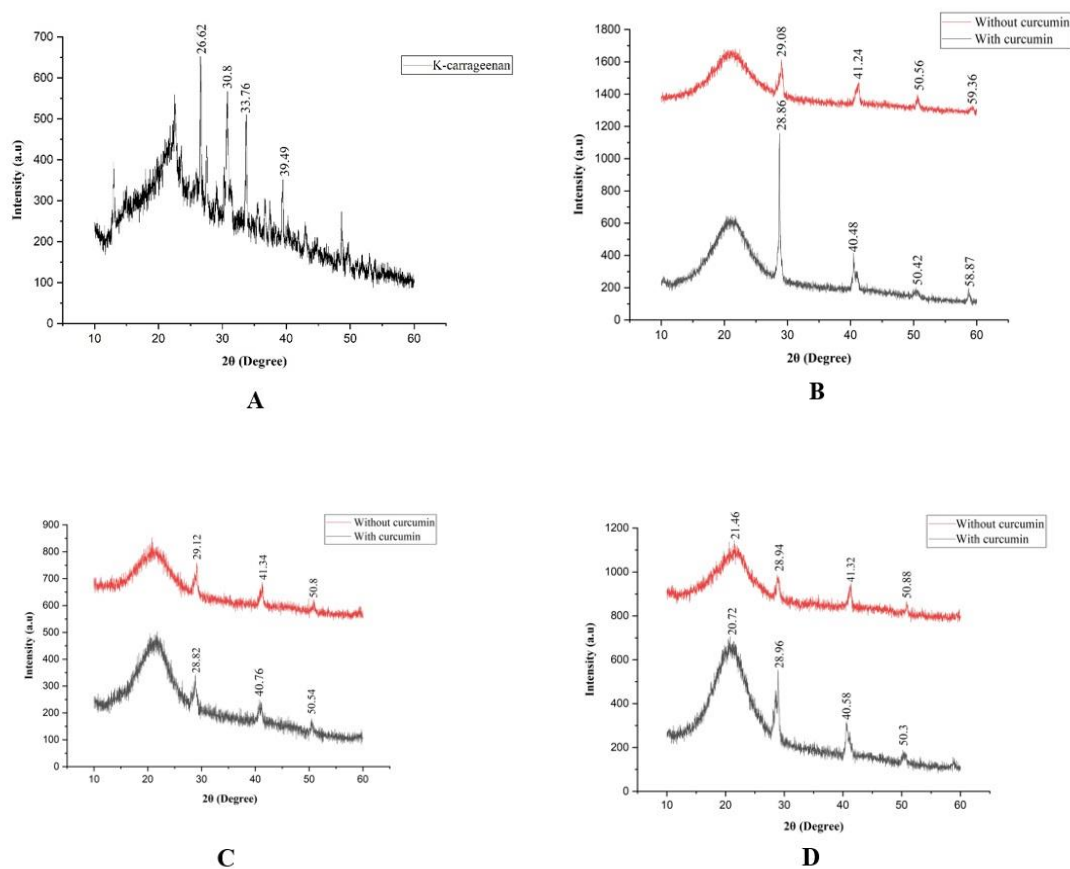 K-carrageenan
26.62
30.8
33.76
39.49
700
600
500
400
300
200
100
0
Intensity (a.u)
10 20 30 40 50 60
2θ (Degree)
A
Without curcumin
With curcumin
29.08
41.24
50.56
59.36
28.86
40.48
50.42
58.87
1800
1600
1400
1200
1000
800
600
400
200
0
Intensity (a.u)
10 20 30 40 50 60
2θ (Degree)
B
Without curcumin
With curcumin
29.12
41.34
50.8
28.82
40.76
50.54
900
800
700
600
500
400
300
200
100
0
Intensity (a.u)
10 20 30 40 50 60
2θ (Degree)
C
Without curcumin
With curcumin
21.46
28.94
41.32
50.88
20.72
28.96
40.58
50.3
1200
1000
800
600
400
200
0
Intensity (a.u)
10 20 30 40 50 60
2θ (Degree)
D